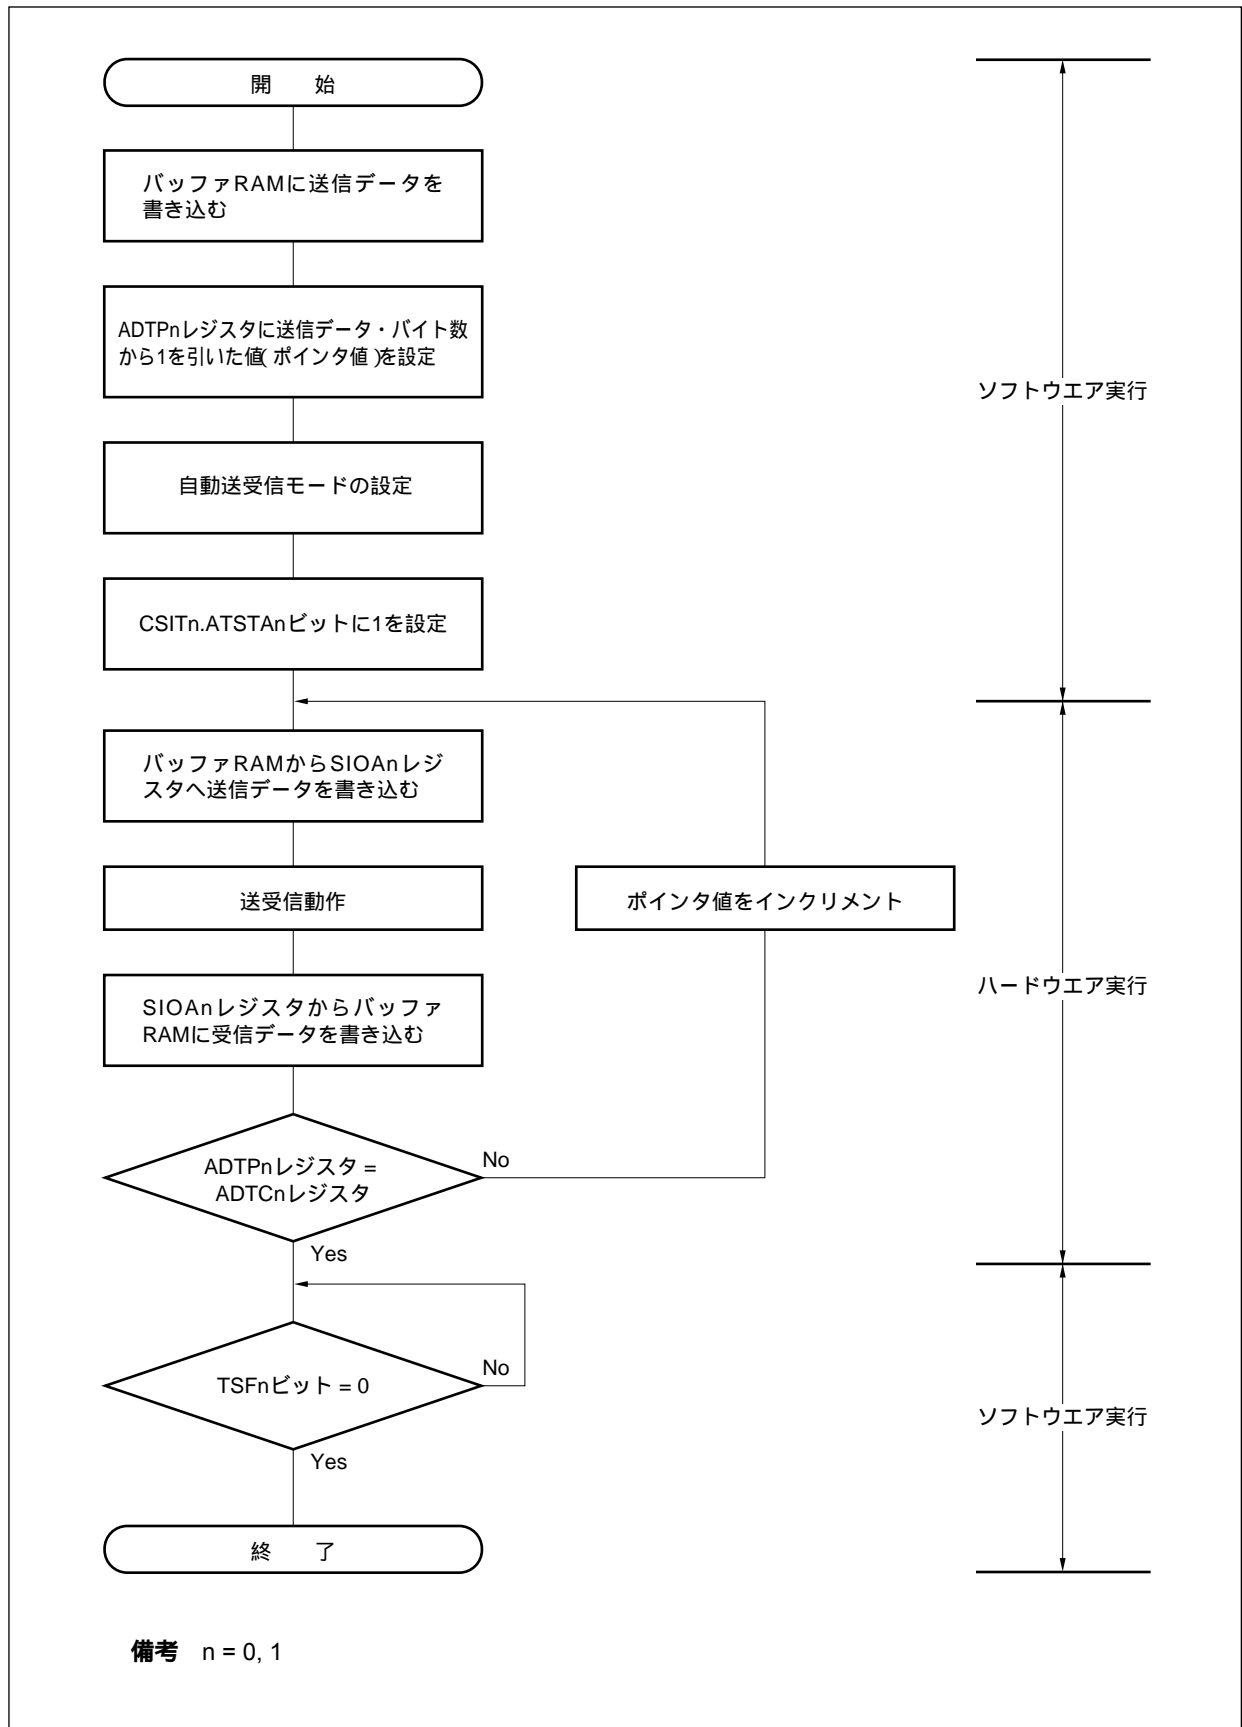 開　始
バッファRAMに送信データを
書き込む
ADTPnレジスタに送信データ・バイト数
から1を引いた値(ポインタ値)を設定
自動送受信モードの設定
CSITn.ATSTAnビットに1を設定
ソフトウエア実行
バッファRAMからSIOAnレジ
スタへ送信データを書き込む
送受信動作
ポインタ値をインクリメント
SIOAnレジスタからバッファ
RAMに受信データを書き込む
ハードウエア実行
ADTPnレジスタ =
ADTCnレジスタ
No
Yes
TSFnビット = 0
No
Yes
ソフトウエア実行
終　了
備考　n = 0, 1